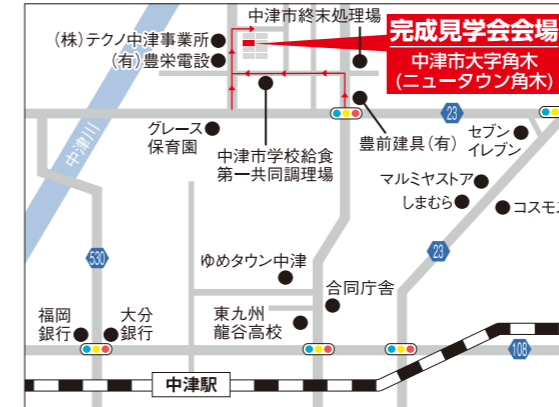 中津市終末処理場
完成見学会会場
中津市大字角木
(ニュータウン角木)
(株)テクノ中津事業所
(有)豊栄電設
中津川
グレース
保育園
中津市学校給食
第一共同調理場
豊前建具(有)
23
セブン
イレブン
マルミヤストア
しまむら
コスモス
530
23
ゆめタウン中津
合同庁舎
福岡
銀行
大分
銀行
東九州
龍谷高校
108
中津駅